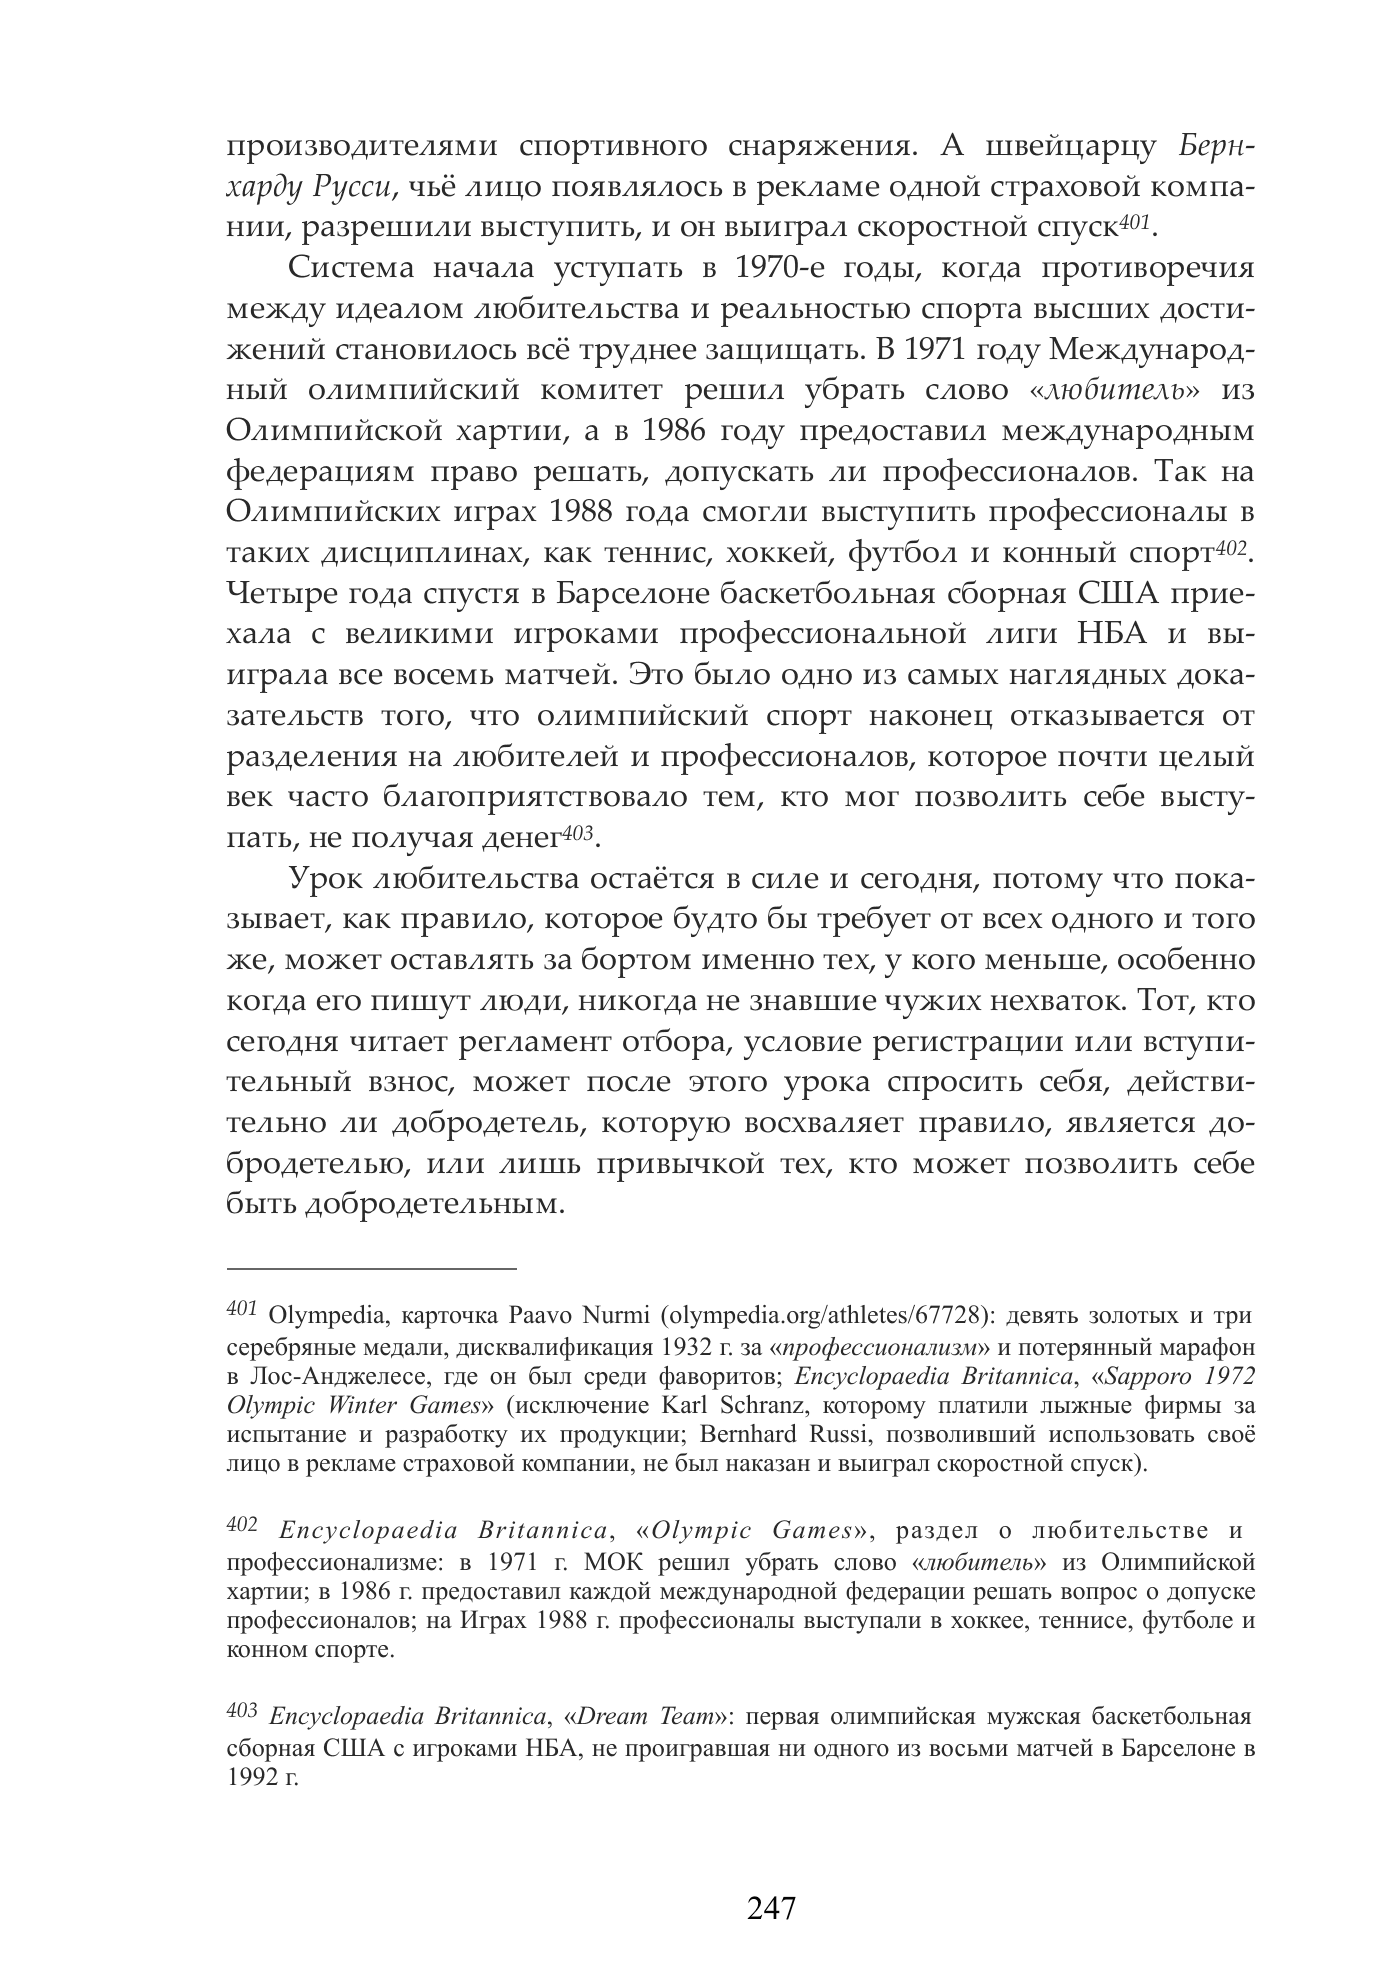 производителями спортивного снаряжения. А швейцарцу Берн-
харду Русси, чьё лицо появлялось в рекламе одной страховой компа-
нии, разрешили выступить, и он выиграл скоростной спуск401.
Система начала уступать в 1970-е годы, когда противоречия
между идеалом любительства и реальностью спорта высших дости-
жений становилось всё труднее защищать. В 1971 году Международ-
ный олимпийский комитет решил убрать слово «любитель» из
Олимпийской хартии, а в 1986 году предоставил международным
федерациям право решать, допускать ли профессионалов. Так на
Олимпийских играх 1988 года смогли выступить профессионалы в
таких дисциплинах, как теннис, хоккей, футбол и конный спорт402.
Четыре года спустя в Барселоне баскетбольная сборная США прие-
хала с великими игроками профессиональной лиги НБА и вы-
играла все восемь матчей. Это было одно из самых наглядных дока-
зательств того, что олимпийский спорт наконец отказывается от
разделения на любителей и профессионалов, которое почти целый
век часто благоприятствовало тем, кто мог позволить себе высту-
пать, не получая денег403.
Урок любительства остаётся в силе и сегодня, потому что пока-
зывает, как правило, которое будто бы требует от всех одного и того
же, может оставлять за бортом именно тех, у кого меньше, особенно
когда его пишут люди, никогда не знавшие чужих нехваток. Тот, кто
сегодня читает регламент отбора, условие регистрации или вступи-
тельный взнос, может после этого урока спросить себя, действи-
тельно ли добродетель, которую восхваляет правило, является до-
бродетелью, или лишь привычкой тех, кто может позволить себе
быть добродетельным.
401 Olympedia, карточка Paavo Nurmi (olympedia.org/athletes/67728): девять золотых и три
серебряные медали, дисквалификация 1932 г. за «профессионализм» и потерянный марафон
в Лос-Анджелесе, где он был среди фаворитов; Encyclopaedia Britannica, «Sapporo 1972
Olympic Winter Games» (исключение Karl Schranz, которому платили лыжные фирмы за
испытание и разработку их продукции; Bernhard Russi, позволивший использовать своё
лицо в рекламе страховой компании, не был наказан и выиграл скоростной спуск).
402 Encyclopaedia Britannica, «Olympic Games», раздел о любительстве и
профессионализме: в 1971 г. МОК решил убрать слово «любитель» из Олимпийской
хартии; в 1986 г. предоставил каждой международной федерации решать вопрос о допуске
профессионалов; на Играх 1988 г. профессионалы выступали в хоккее, теннисе, футболе и
конном спорте.
403 Encyclopaedia Britannica, «Dream Team»: первая олимпийская мужская баскетбольная
сборная США с игроками НБА, не проигравшая ни одного из восьми матчей в Барселоне в
1992 г.
247